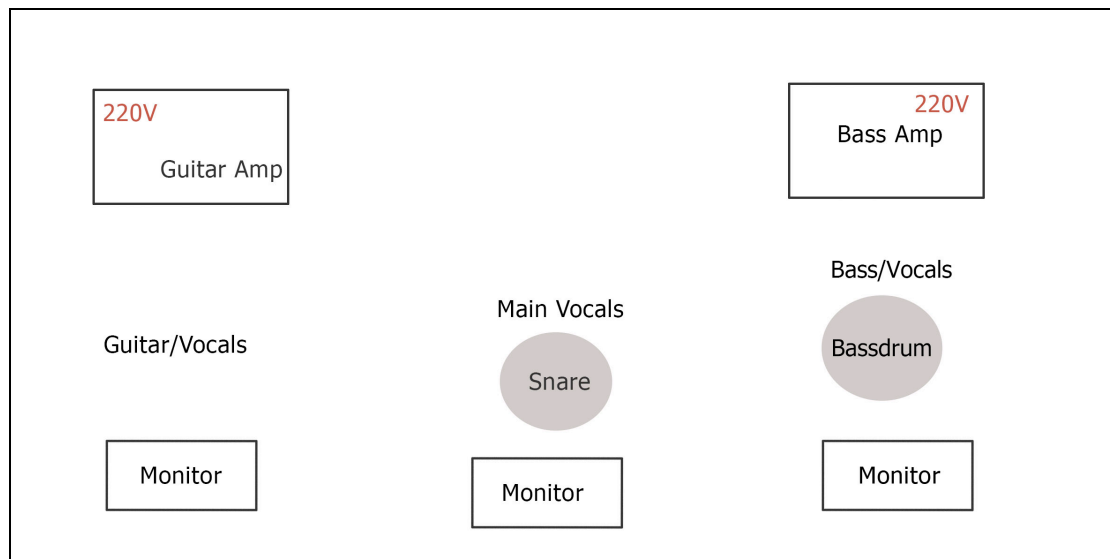 220V
Guitar Amp
220V
Bass Amp
Guitar/Vocals
Main Vocals
Snare
Bass/Vocals
Bassdrum
Monitor
Monitor
Monitor